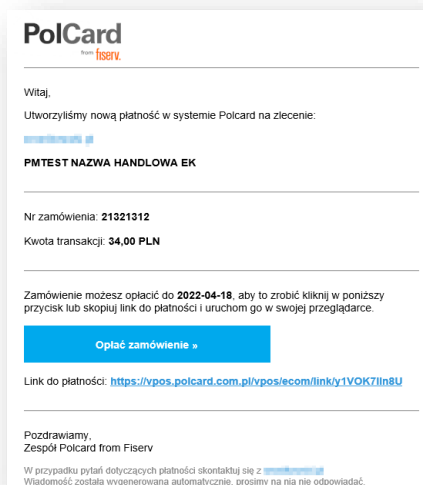 PolCard
from fiserv.
Witaj,
Utworzyliśmy nową płatność w systemie Polcard na zlecenie:
PMTEST NAZWA HANDLOWA EK
Nr zamówienia: 21321312
Kwota transakcji: 34,00 PLN
Zamówienie możesz opłacić do 2022-04-18, aby to zrobić kliknij w poniższy
przycisk lub skopiuj link do płatności i uruchom go w swojej przeglądarce.
Opłać zamówienie »
Link do płatności: https://vpos.polcard.com.pl/vpos/ecom/link/y1VOK7lIn8U
Pozdrawiamy,
Zespół Polcard from Fiserv
W przypadku pytań dotyczących płatności skontaktuj się z
Wiadomość została wygenerowana automatycznie, prosimy na nią nie odpowiadać.